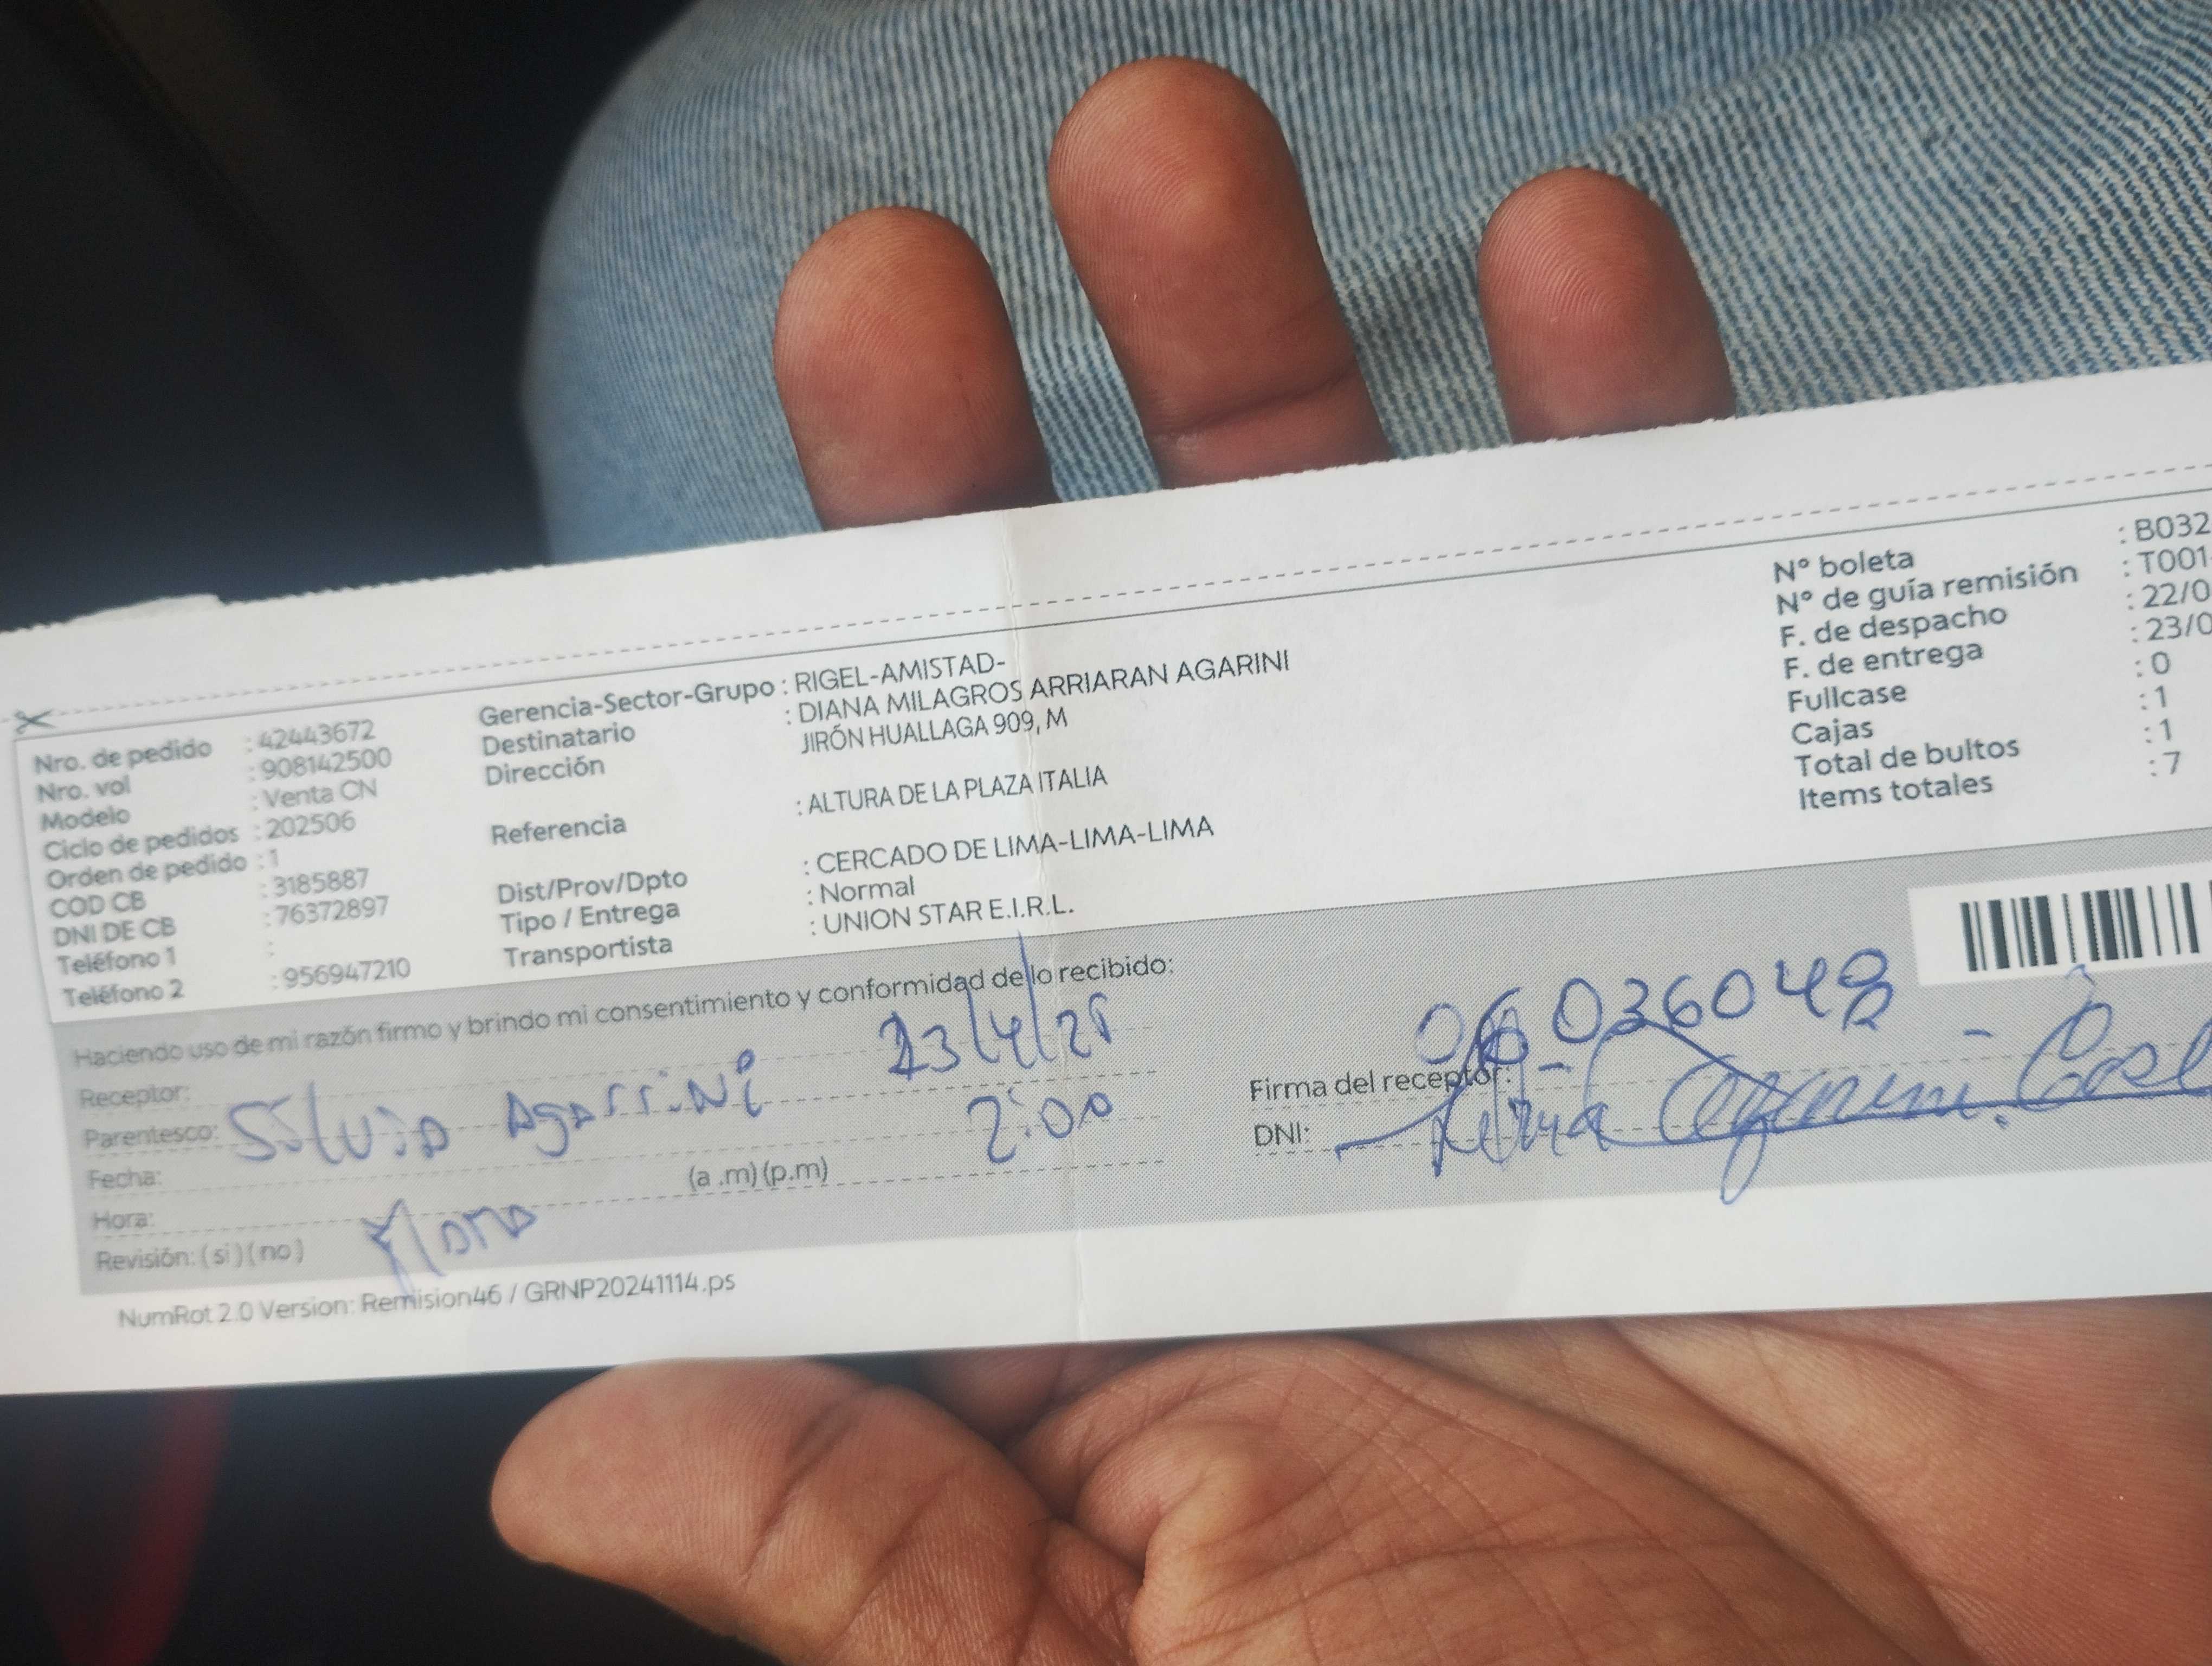 Nro. de pedido : 42443672
Nro. vol : 908142500
Modelo : Venta CN
Ciclo de pedidos : 202506
Orden de pedido : 1
COD CB : 3185887
DNI DE CB : 76372897
Teléfono 1 :
Teléfono 2 : 956947210
Gerencia-Sector-Grupo : RIGEL-AMISTAD-
Destinatario : DIANA MILAGROS ARRIARAN AGARINI
Dirección JIRÓN HUALLAGA 909, M
Referencia : ALTURA DE LA PLAZA ITALIA
Dist/Prov/Dpto : CERCADO DE LIMA-LIMA-LIMA
Tipo / Entrega : Normal
Transportista : UNION STAR E.I.R.L.
Nº boleta : B032
Nº de guía remisión : T001-
F. de despacho : 22/0
F. de entrega : 23/0
Fullcase : 0
Cajas : 1
Total de bultos : 1
Items totales : 7
Haciendo uso de mi razón firmo y brindo mi consentimiento y conformidad de lo recibido:
Receptor: 23/4/25
Parentesco: Silvia Agarrini
Fecha: 2:00
Hora: (a .m) (p.m)
Revisión: (si) (no)
06036048
Firma del receptor:
DNI: Agarini
NumRot 2.0 Version: Remision46 / GRNP20241114.ps